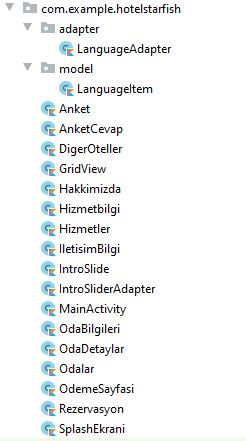 com.example.hotelstarfish
adapter
LanguageAdapter
model
LanguageItem
Anket
AnketCevap
DigerOteller
GridView
Hakkimizda
Hizmetbilgi
Hizmetler
IletisimBilgi
IntroSlide
IntroSliderAdapter
MainActivity
OdaBilgileri
OdaDetaylar
Odalar
OdemeSayfasi
Rezervasyon
SplashEkrani